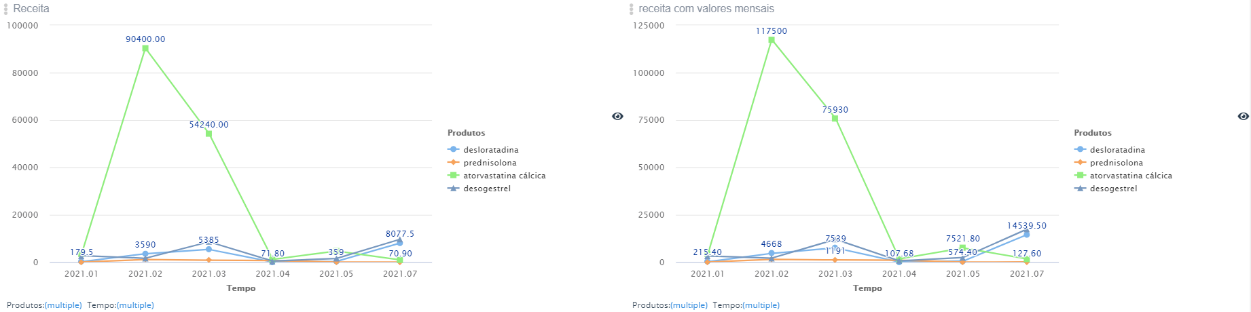 Receita
100000
90400.00
80000
60000
54240.00
40000
20000
179.5
3590
5385
71.80
359
8077.5
70.90
0
2021.01 2021.02 2021.03 2021.04 2021.05 2021.07
Tempo
Produtos
desloratadina
prednisolona
atorvastatina cálcica
desogestrel
Produtos:(multiple) Tempo:(multiple)
receita com valores mensais
125000
117500
100000
75000
75930
50000
25000
215.40
4668
7539
1191
107.68
7521.80
574.40
14539.50
127.60
0
2021.01 2021.02 2021.03 2021.04 2021.05 2021.07
Tempo
Produtos
desloratadina
prednisolona
atorvastatina cálcica
desogestrel
Produtos:(multiple) Tempo:(multiple)